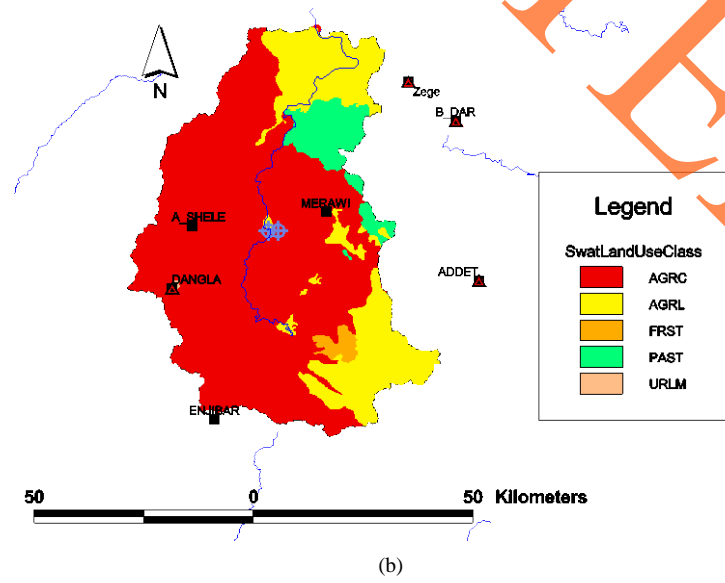 N
Zege
B_DAR
MERAWI
A_SHELE
DANGLA
ADDET
ENJIBAR
Legend
SwatLandUseClass
AGRC
AGRL
FRST
PAST
URLM
50 0 50 Kilometers
(b)